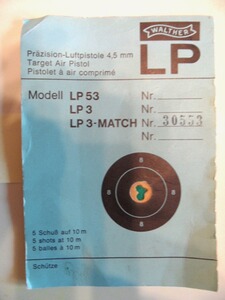 WALTHER
LP
Präzision-Luftpistole 4,5 mm
Target Air Pistol
Pistolet à air comprimé
Modell LP 53 Nr.
LP 3 Nr.
LP 3-MATCH Nr. 30553
Nr.
8
8 8
8
5 Schuß auf 10 m
5 shots at 10 m
5 balles à 10 m
Schütze